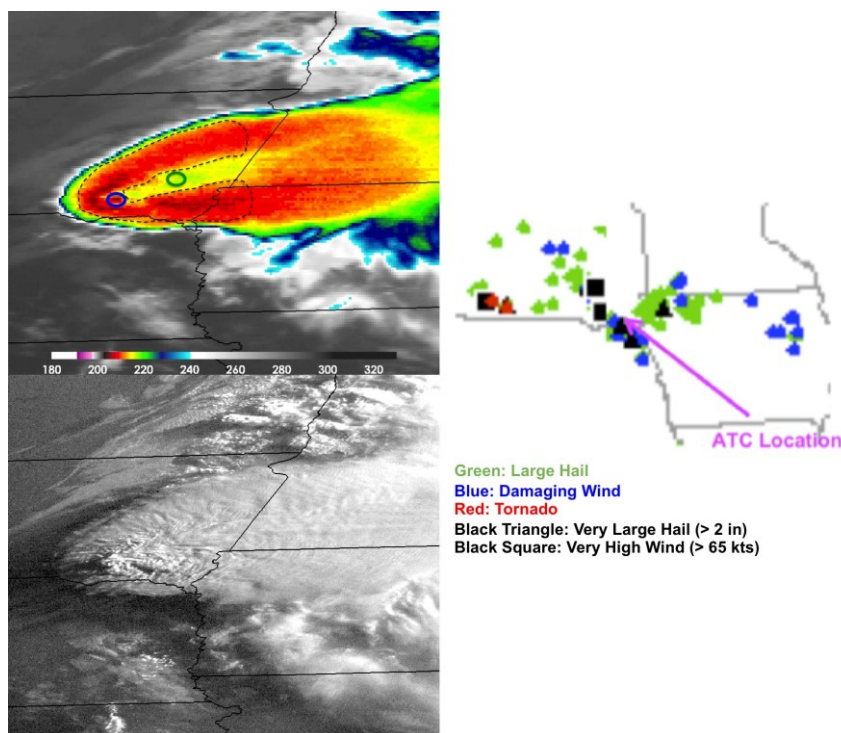 180 200 220 240 260 280 300 320
ATC Location
Green: Large Hail
Blue: Damaging Wind
Red: Tornado
Black Triangle: Very Large Hail (> 2 in)
Black Square: Very High Wind (> 65 kts)